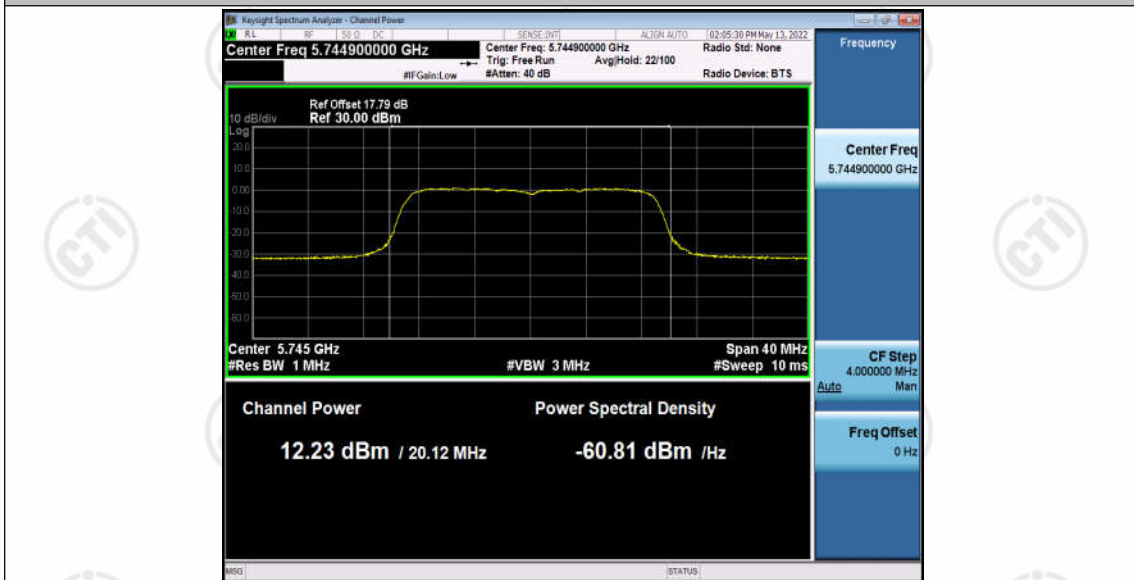 Keysight Spectrum Analyzer - Channel Power
RL RF 50 Ω DC SENSE:INT ALIGN AUTO 02:05:30 PM May 13, 2022
Center Freq 5.744900000 GHz
Center Freq: 5.744900000 GHz
Radio Std: None
Trig: Free Run Avg|Hold: 22/100
#IFGain:Low
#Atten: 40 dB
Radio Device: BTS
Frequency
Ref Offset 17.79 dB
10 dB/div Ref 30.00 dBm
Log
20.0
10.0
0.00
-10.0
-20.0
-30.0
-40.0
-50.0
-60.0
Center 5.745 GHz
Span 40 MHz
#Res BW 1 MHz
#VBW 3 MHz
#Sweep 10 ms
Center Freq
5.744900000 GHz
CF Step
4.000000 MHz
Auto Man
Freq Offset
0 Hz
Channel Power
Power Spectral Density
12.23 dBm / 20.12 MHz
-60.81 dBm /Hz
MSG
STATUS
CTI
CTI